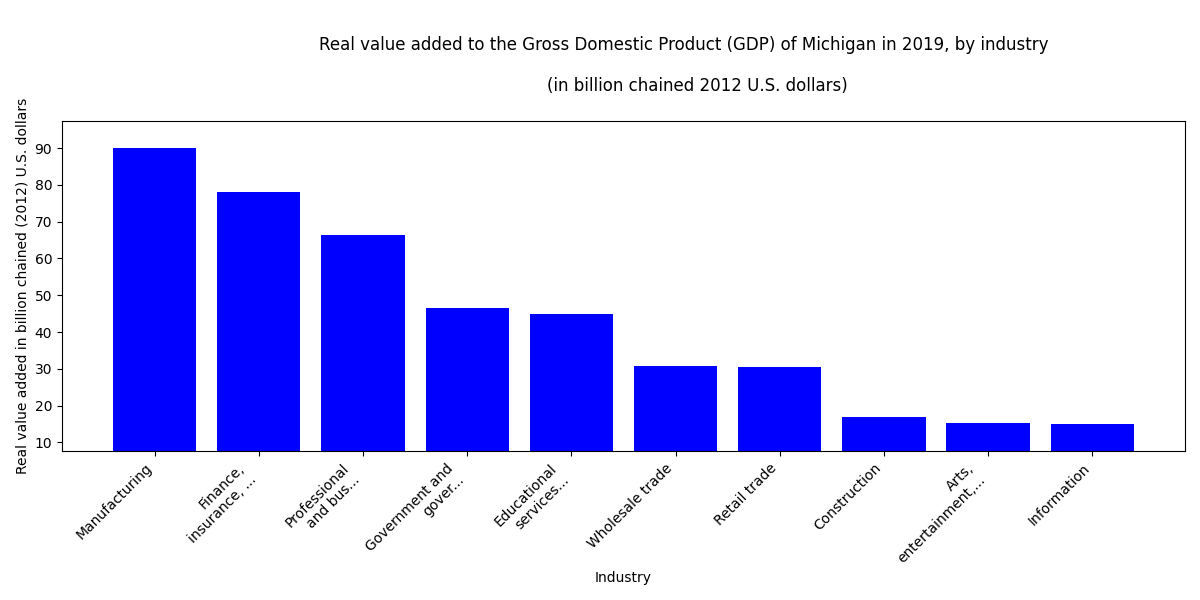 Real value added to the Gross Domestic Product (GDP) of Michigan in 2019, by industry
(in billion chained 2012 U.S. dollars)
Real value added in billion chained (2012) U.S. dollars
90
80
70
60
50
40
30
20
10
Manufacturing
Finance,
insurance, ...
Professional
and bus...
Government and
gover...
Educational
services...
Wholesale trade
Retail trade
Construction
Arts,
entertainment,...
Information
Industry